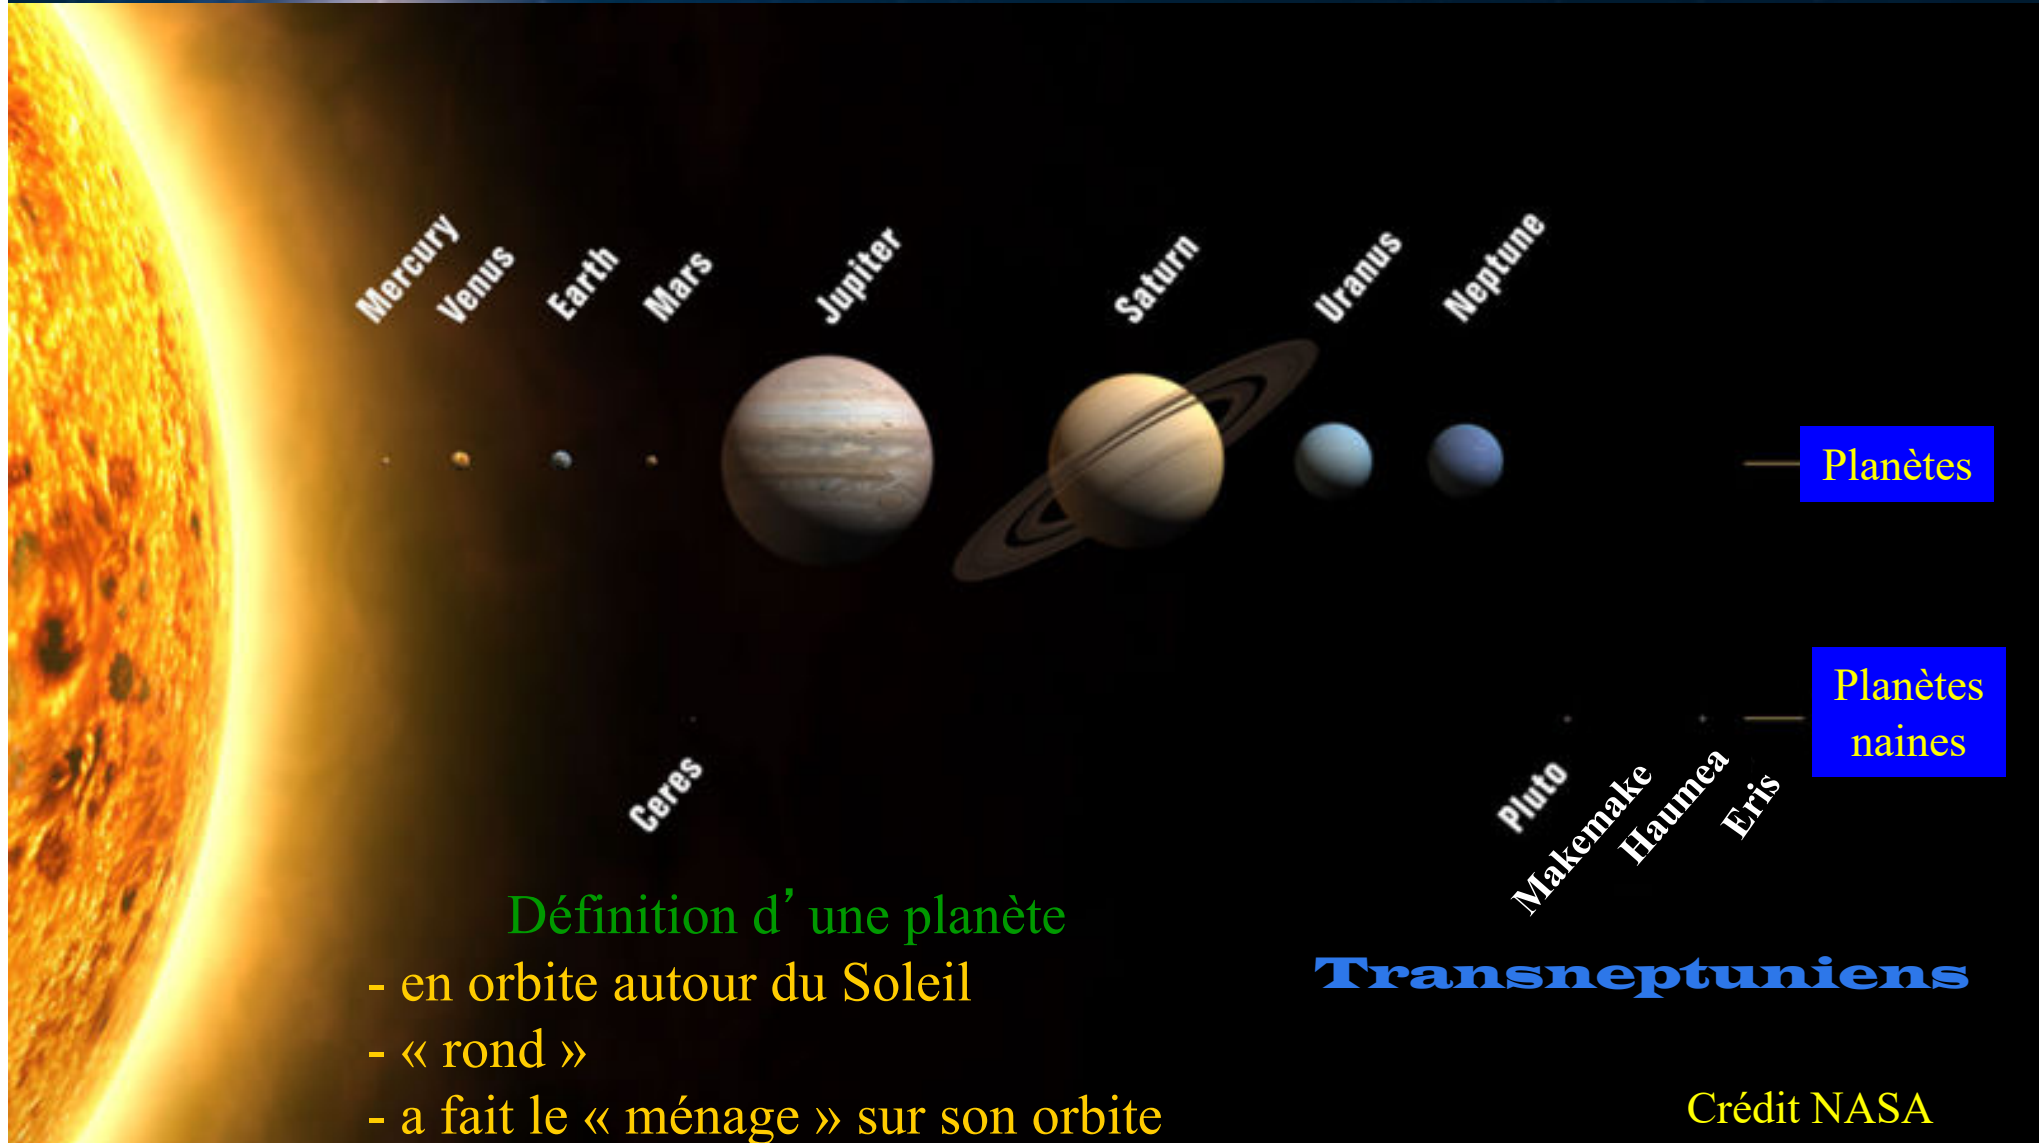 Mercury
Venus
Earth
Mars
Jupiter
Saturn
Uranus
Neptune
Planètes
Planètes
naines
Ceres
Pluto
Makemake
Haumea
Eris
Définition d’une planète
- en orbite autour du Soleil
- « rond »
- a fait le « ménage » sur son orbite
Transneptuniens
Crédit NASA